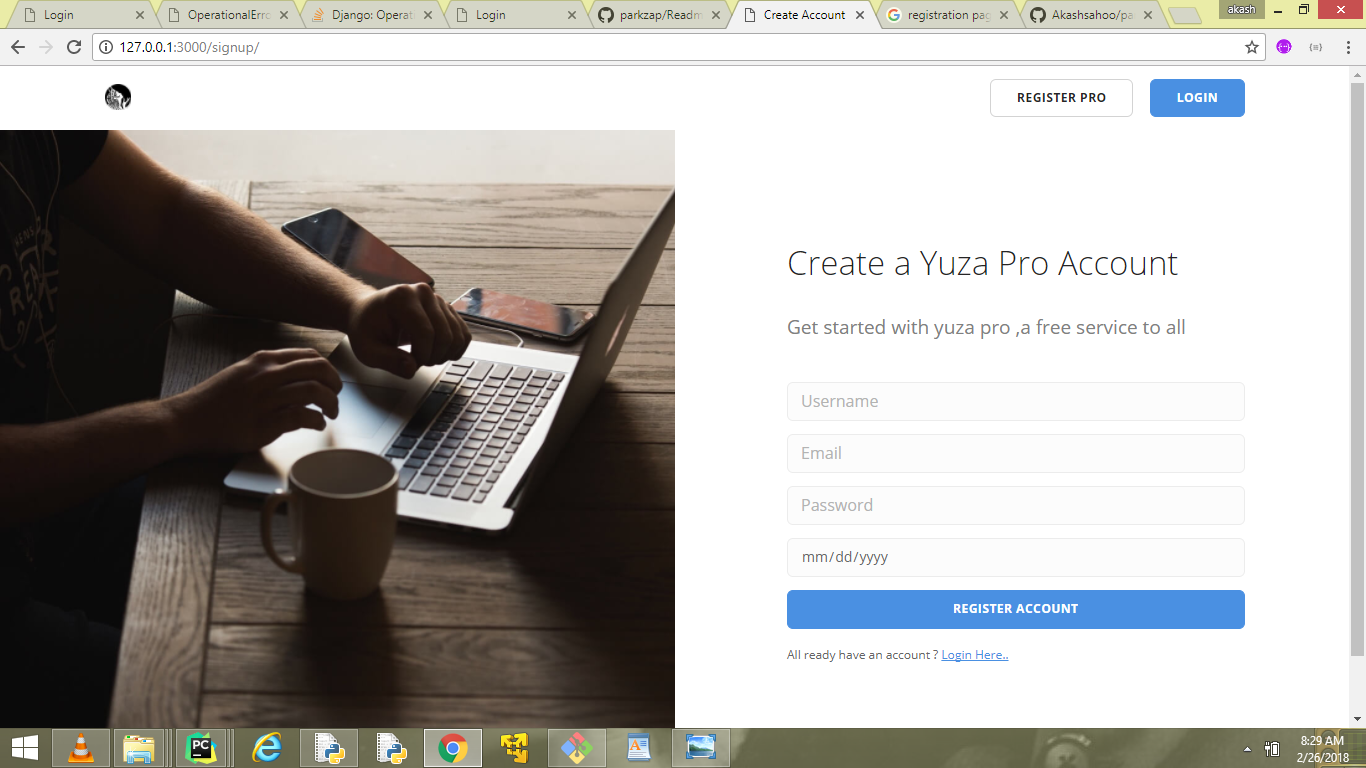 Login
OperationalErro
Django: Operati
Login
parkzap/Readm
Create Account
registration pag
Akashsahoo/pa
akash
127.0.0.1:3000/signup/
REGISTER PRO
LOGIN
Create a Yuza Pro Account
Get started with yuza pro ,a free service to all
Username
Email
Password
mm/dd/yyyy
REGISTER ACCOUNT
All ready have an account ? Login Here..
PC
8:29 AM
2/26/2018